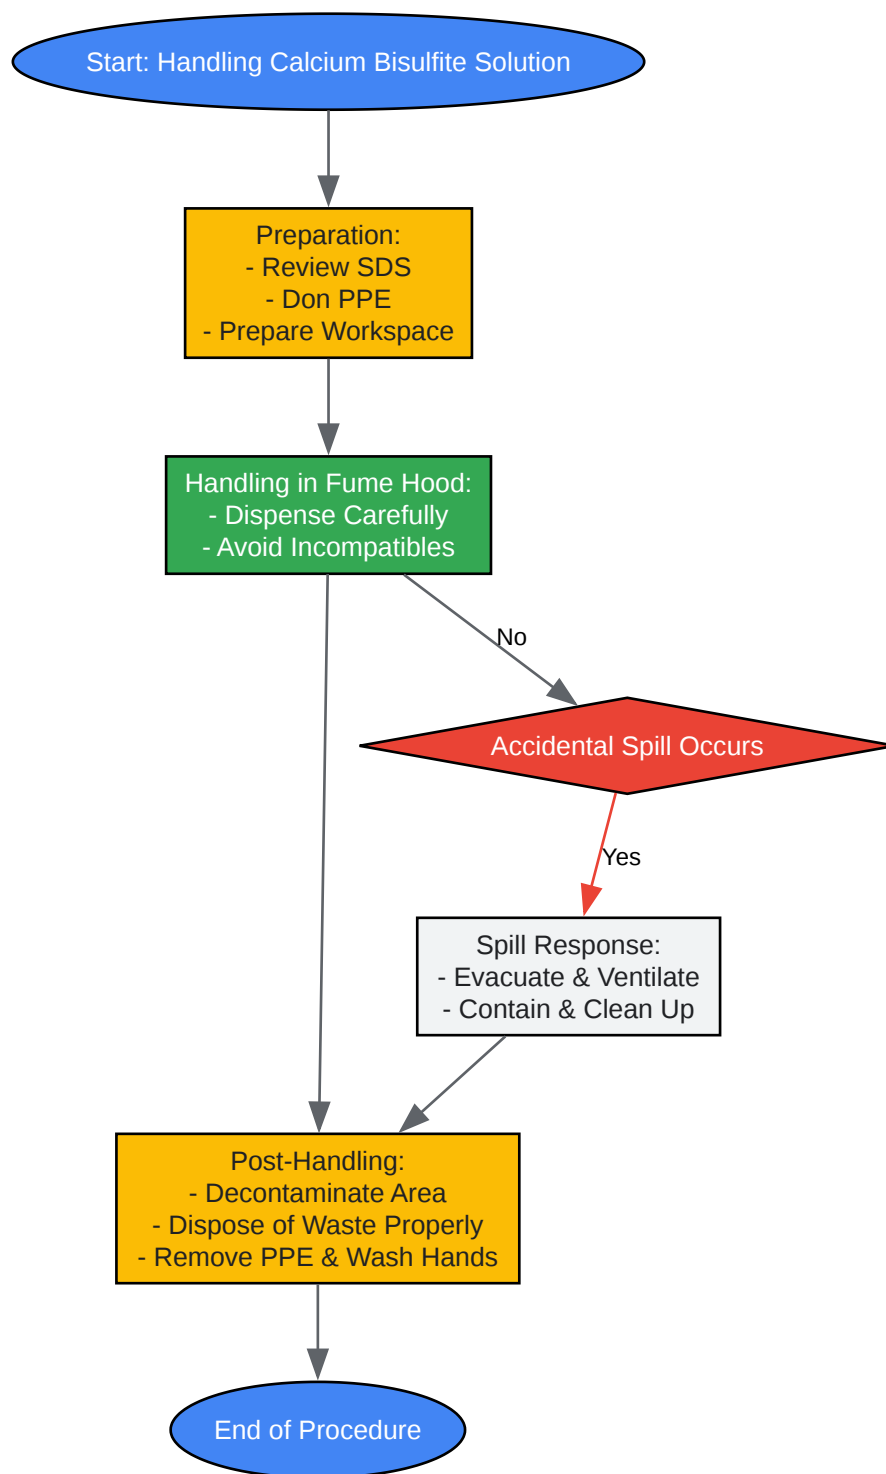 Start: Handling Calcium Bisulfite Solution
Preparation:
- Review SDS
- Don PPE
- Prepare Workspace
Handling in Fume Hood:
- Dispense Carefully
- Avoid Incompatibles
No
Accidental Spill Occurs
Yes
Spill Response:
- Evacuate & Ventilate
- Contain & Clean Up
Post-Handling:
- Decontaminate Area
- Dispose of Waste Properly
- Remove PPE & Wash Hands
End of Procedure